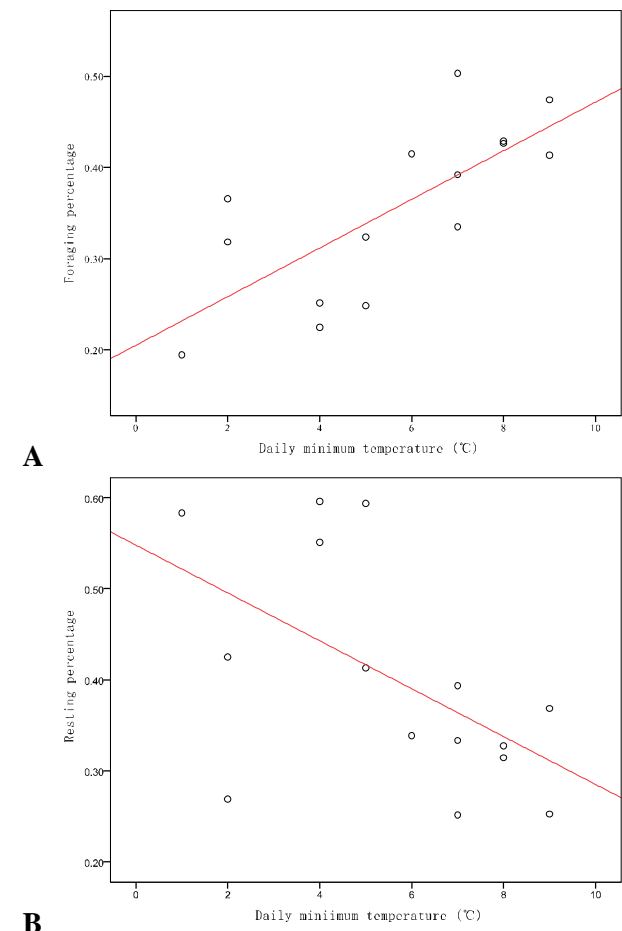 0.50
0.40
0.30
0.20
Foraging percentage
0 2 4 6 8 10
Daily minimum temperature (℃)
A
0.60
0.50
0.40
0.30
0.20
Resting percentage
0 2 4 6 8 10
Daily miniimum temperature (℃)
B